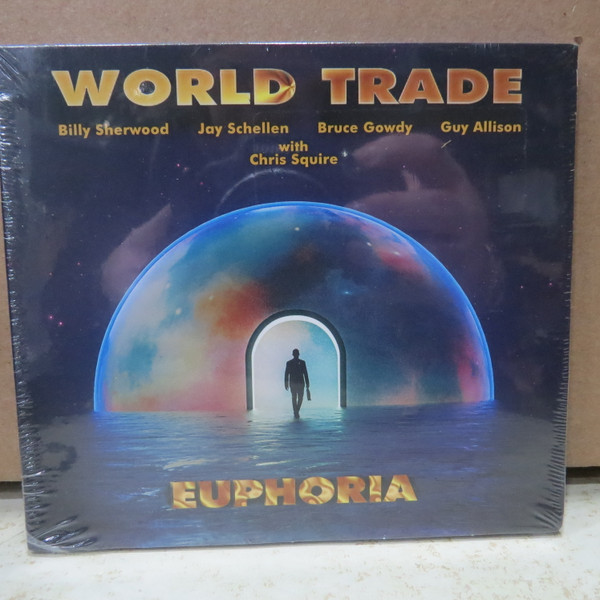 WORLD TRADE
Billy Sherwood Jay Schellen Bruce Gowdy Guy Allison
with
Chris Squire
EUPHORIA